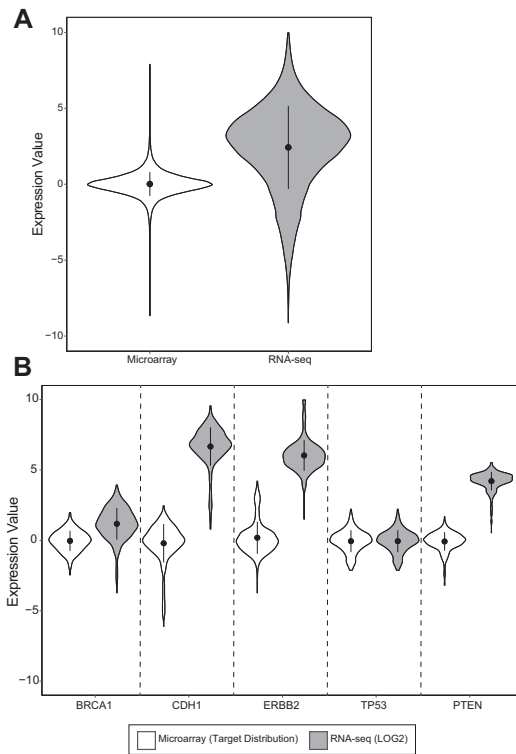 A
Expression Value
10
5
0
−5
−10
Microarray
RNA-seq
B
Expression Value
10
5
0
−5
−10
BRCA1
CDH1
ERBB2
TP53
PTEN
Microarray (Target Distribution)
RNA-seq (LOG2)